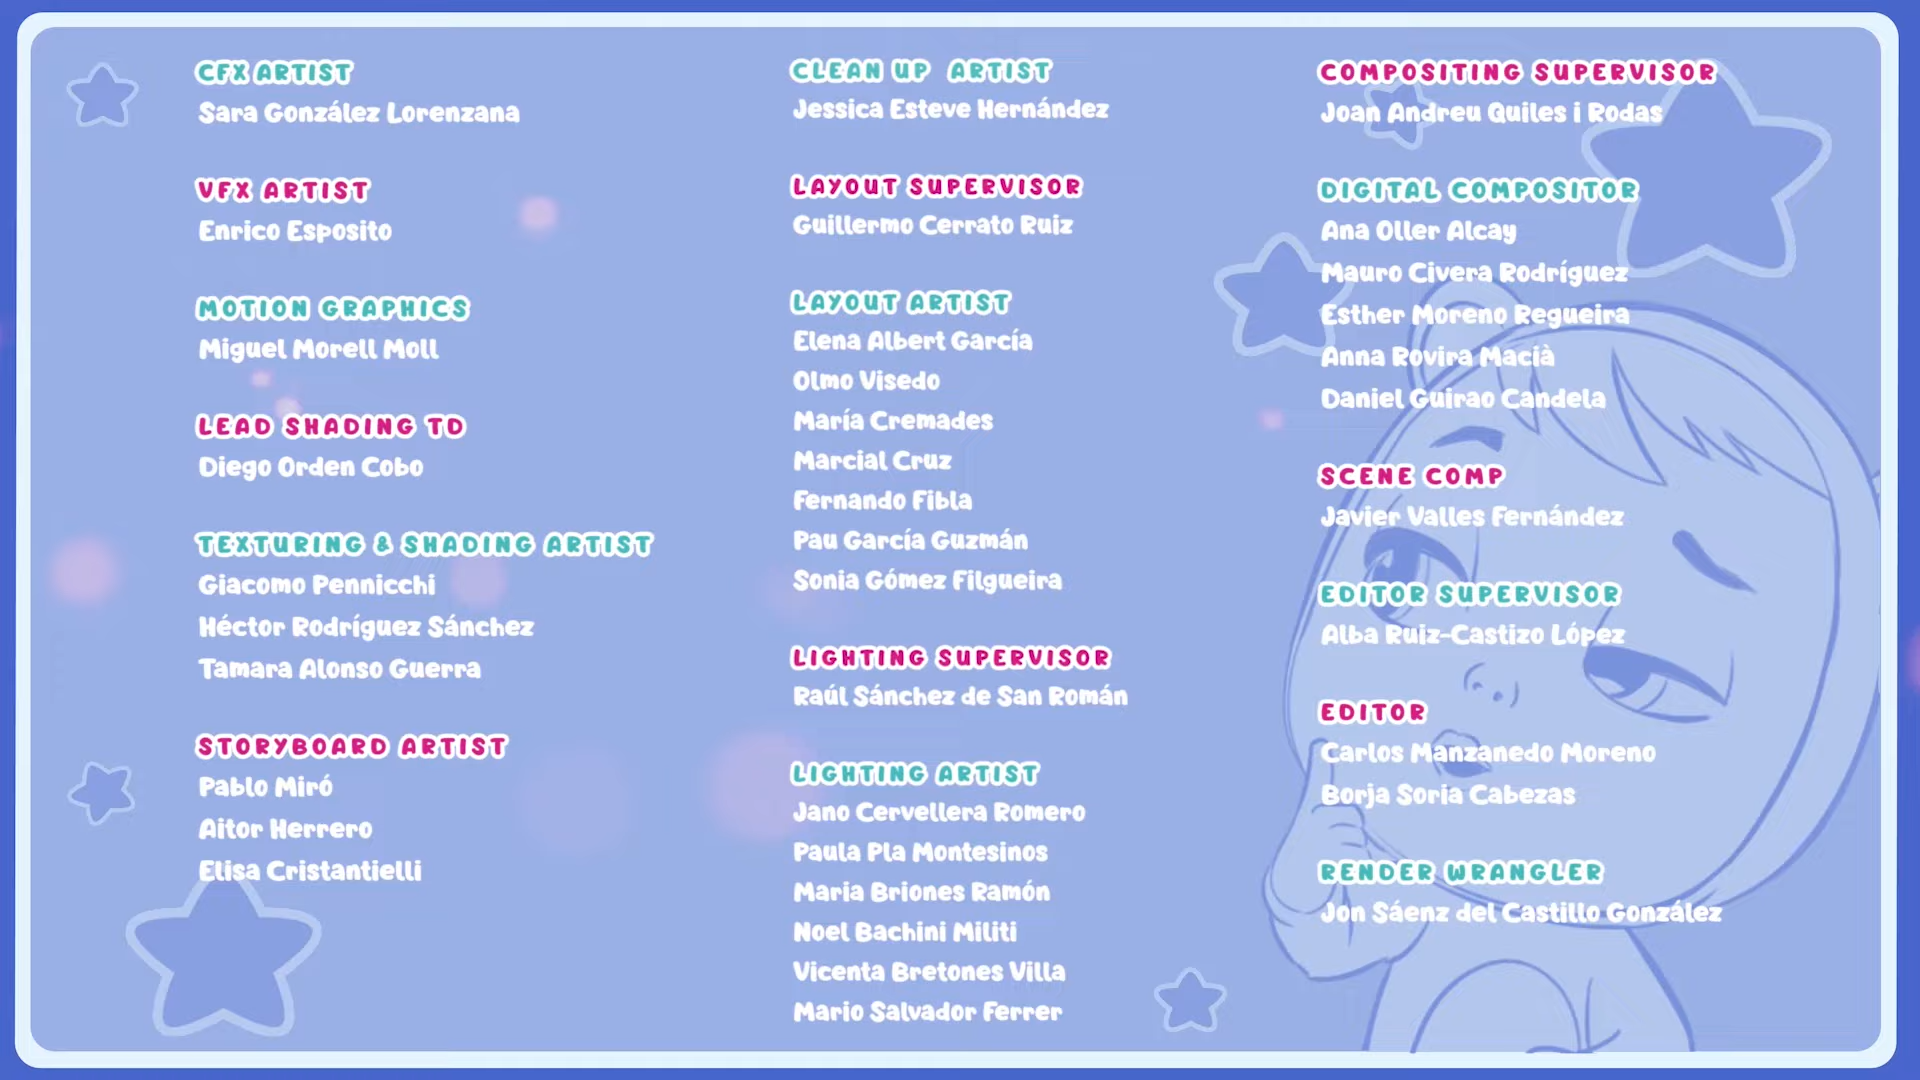 CFX ARTIST
Sara González Lorenzana
VFX ARTIST
Enrico Esposito
MOTION GRAPHICS
Miguel Morell Moll
LEAD SHADING TD
Diego Orden Cobo
TEXTURING & SHADING ARTIST
Giacomo Pennicchi
Héctor Rodríguez Sánchez
Tamara Alonso Guerra
STORYBOARD ARTIST
Pablo Miró
Aitor Herrero
Elisa Cristantielli
CLEAN UP ARTIST
Jessica Esteve Hernández
LAYOUT SUPERVISOR
Guillermo Cerrato Ruiz
LAYOUT ARTIST
Elena Albert García
Olmo Visedo
María Cremades
Marcial Cruz
Fernando Fibla
Pau García Guzmán
Sonia Gómez Filgueira
LIGHTING SUPERVISOR
Raúl Sánchez de San Román
LIGHTING ARTIST
Jano Cervellera Romero
Paula Pla Montesinos
Maria Briones Ramón
Noel Bachini Militi
Vicenta Bretones Villa
Mario Salvador Ferrer
COMPOSITING SUPERVISOR
Joan Andreu Quiles i Rodas
DIGITAL COMPOSITOR
Ana Oller Alcay
Mauro Civera Rodríguez
Esther Moreno Regueira
Anna Rovira Macià
Daniel Guirao Candela
SCENE COMP
Javier Valles Fernández
EDITOR SUPERVISOR
Alba Ruiz-Castizo López
EDITOR
Carlos Manzanedo Moreno
Borja Soria Cabezas
RENDER WRANGLER
Jon Sáenz del Castillo González